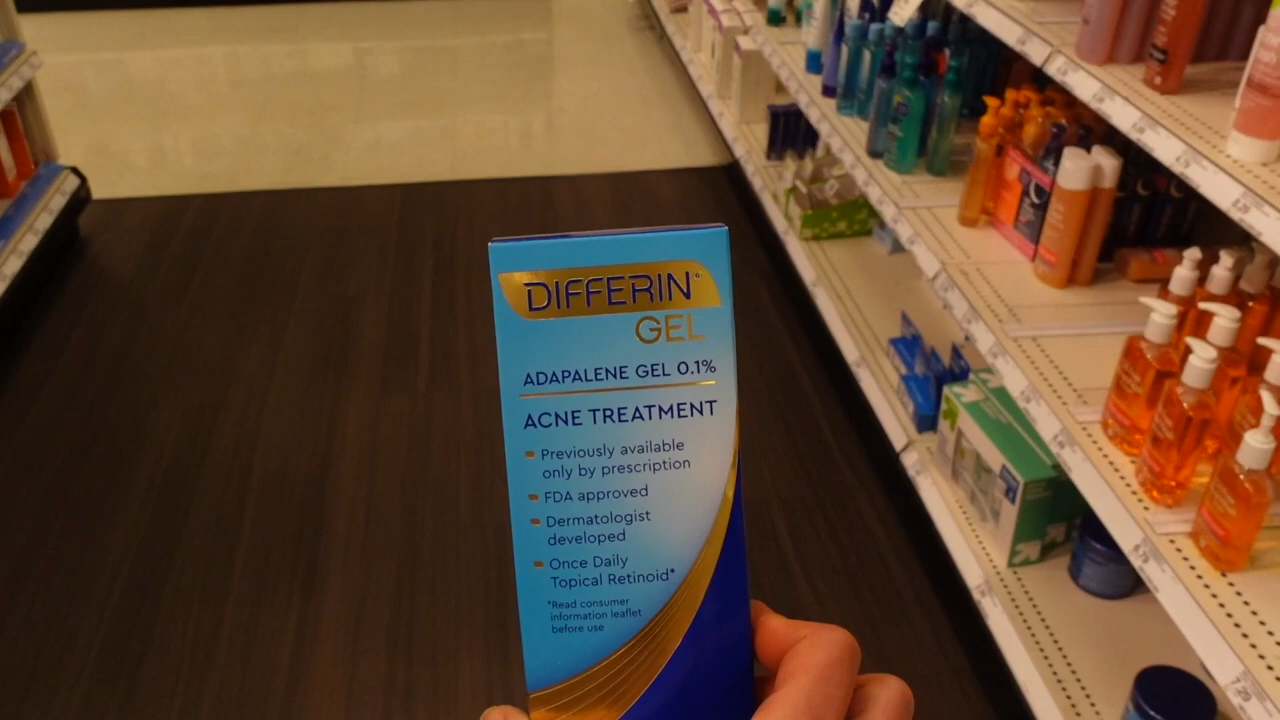 DIFFERIN®
GEL
ADAPALENE GEL 0.1%
ACNE TREATMENT
Previously available
only by prescription
FDA approved
Dermatologist
developed
Once Daily
Topical Retinoid*
*Read consumer
information leaflet
before use